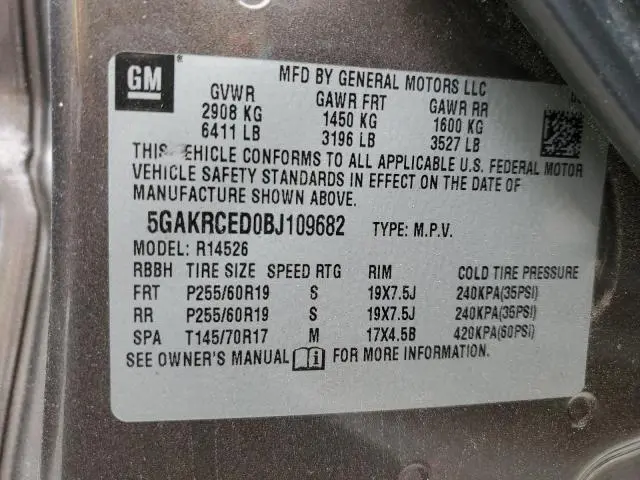 GM ®
MFD BY GENERAL MOTORS LLC
GVWR GAWR FRT GAWR RR
2908 KG 1450 KG 1600 KG
6411 LB 3196 LB 3527 LB
THIS EHICLE CONFORMS TO ALL APPLICABLE U.S. FEDERAL MOTOR
VEHICLE SAFETY STANDARDS IN EFFECT ON THE DATE OF
MANUFACTURE SHOWN ABOVE.
5GAKRCED0BJ109682 TYPE: M.P.V.
MODEL: R14526
RBBH TIRE SIZE SPEED RTG RIM COLD TIRE PRESSURE
FRT P255/60R19 S 19X7.5J 240KPA(35PSI)
RR P255/60R19 S 19X7.5J 240KPA(35PSI)
SPA T145/70R17 M 17X4.5B 420KPA(60PSI)
SEE OWNER'S MANUAL i FOR MORE INFORMATION.